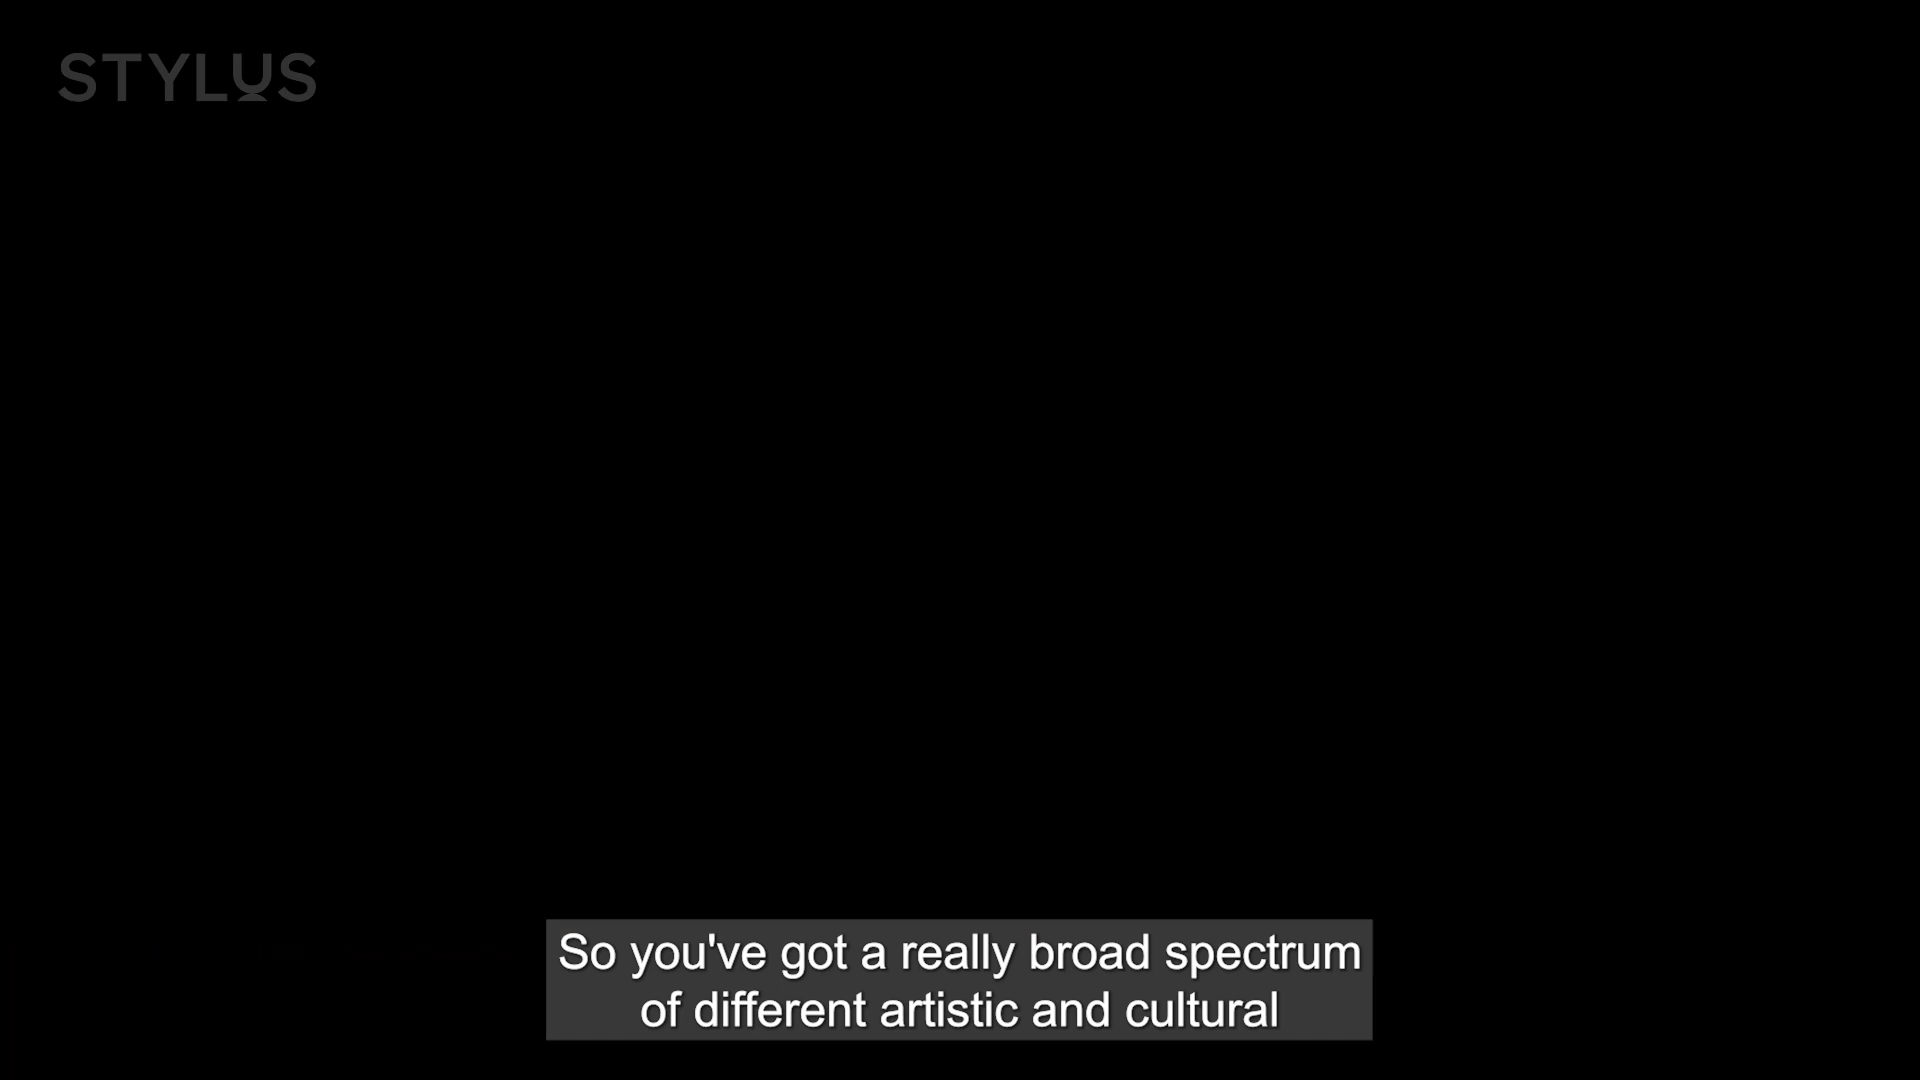 STYLUS
So you've got a really broad spectrum
of different artistic and cultural